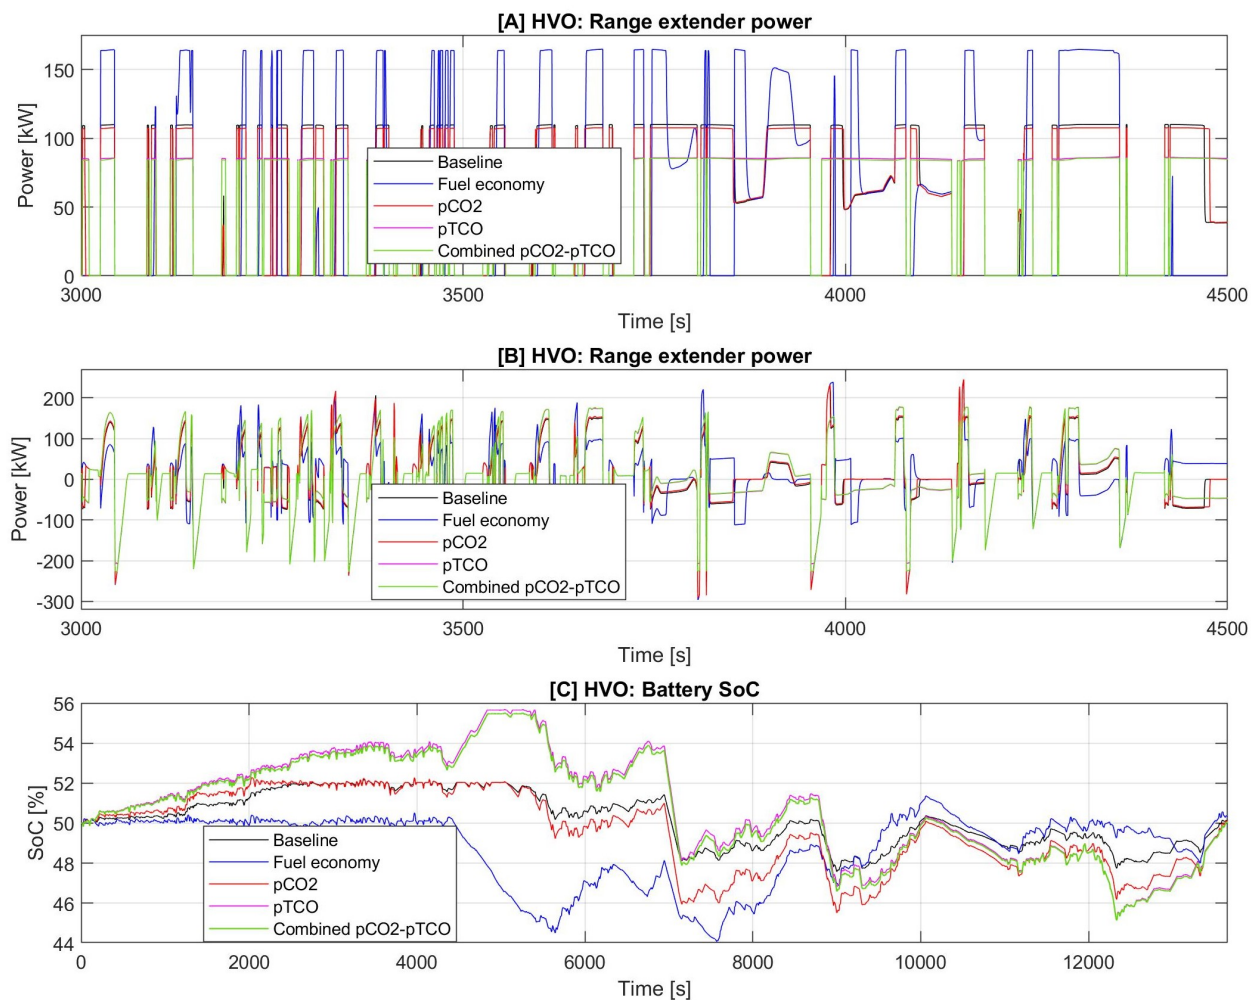 [A] HVO: Range extender power
Power [kW]
150
100
50
0
Baseline
Fuel economy
pCO2
pTCO
Combined pCO2-pTCO
3000 3500 4000 4500
Time [s]
[B] HVO: Range extender power
Power [kW]
200
100
0
-100
-200
-300
Baseline
Fuel economy
pCO2
pTCO
Combined pCO2-pTCO
3000 3500 4000 4500
Time [s]
[C] HVO: Battery SoC
SoC [%]
56
54
52
50
48
46
44
Baseline
Fuel economy
pCO2
pTCO
Combined pCO2-pTCO
0 2000 4000 6000 8000 10000 12000
Time [s]